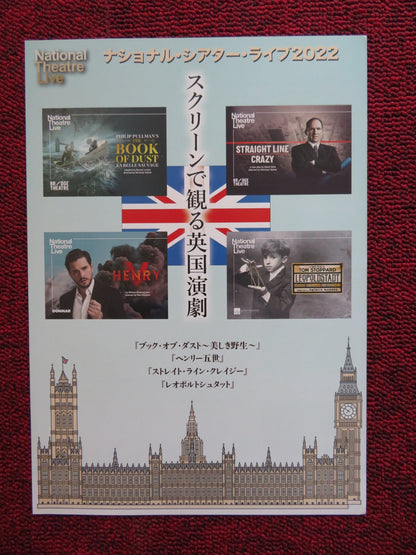 National
Theatre
Live
ナショナル・シアター・ライブ2022
スクリーンで観る英国演劇
National
Theatre
Live
PHILIP PULLMAN'S
THE
BOOK
OF DUST
LA BELLE SAUVAGE
BRIDGE
THEATRE
National
Theatre
Live
STRAIGHT LINE
CRAZY
BRIDGE
THEATRE
National
Theatre
Live
HENRY
DONMAR
National
Theatre
Live
TOM STOPPARD
LEOPOLDSTADT
『ブック・オブ・ダスト～美しき野生～』
『ヘンリー五世』
『ストレイト・ライン・クレイジー』
『レオポルトシュタット』